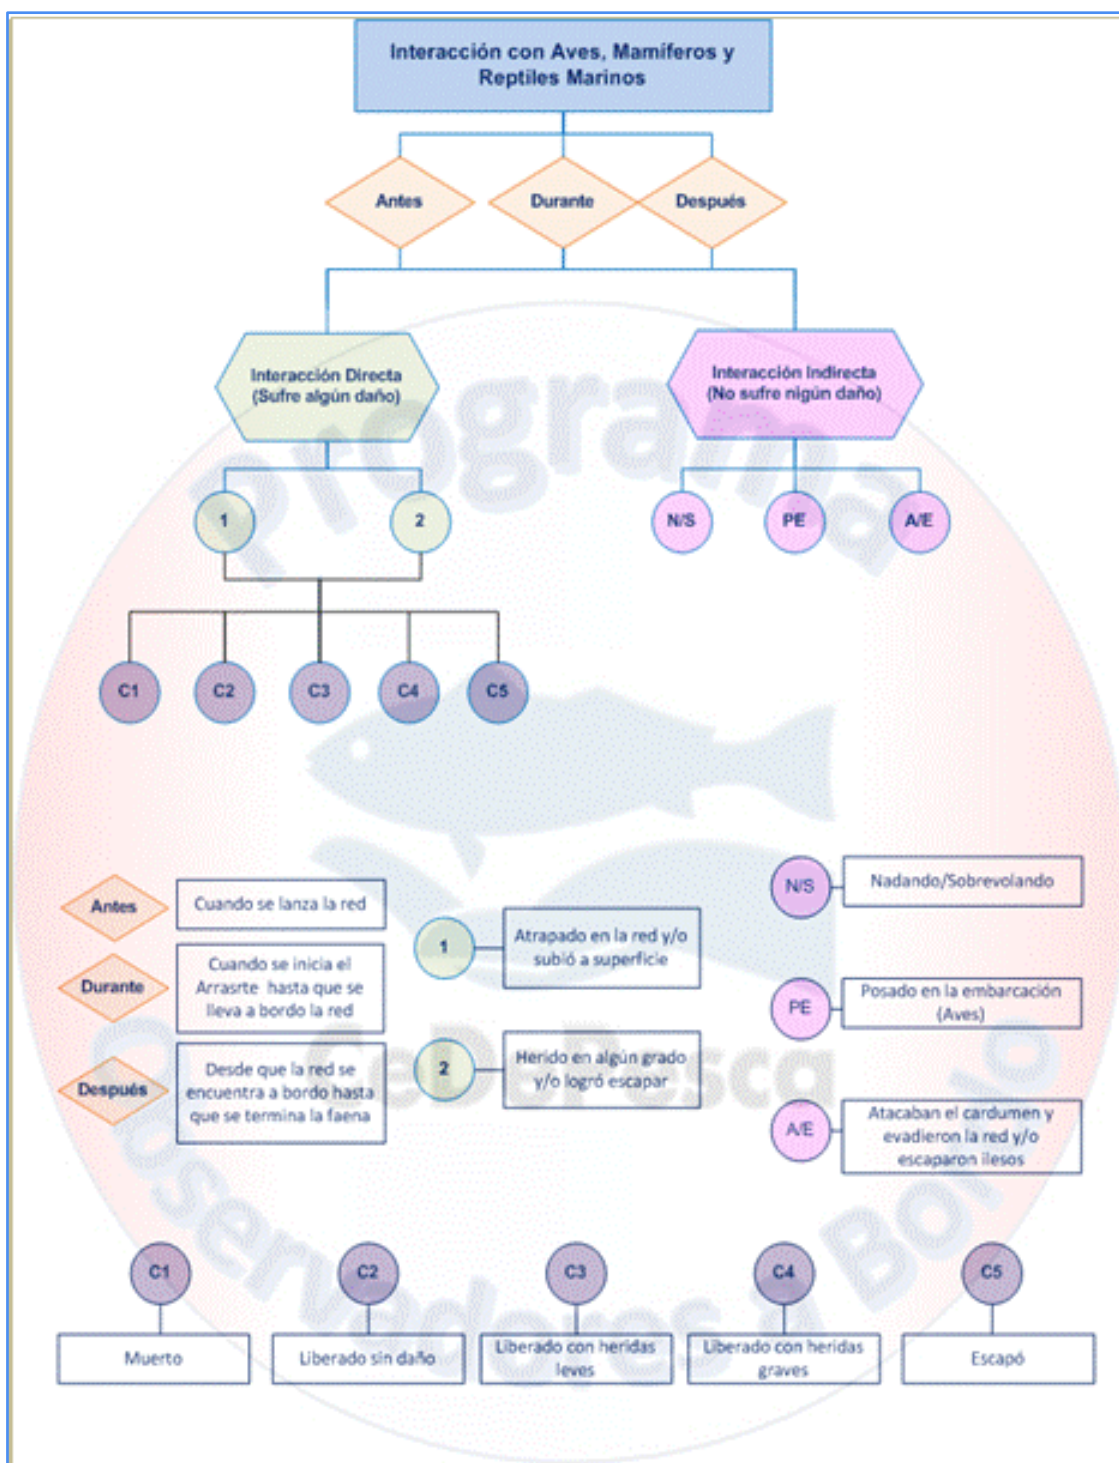 Interacción con Aves, Mamíferos y
Reptiles Marinos
Antes
Durante
Después
Interacción Directa
(Sufre algún daño)
Interacción Indirecta
(No sufre nigún daño)
1
2
N/S
PE
A/E
C1
C2
C3
C4
C5
Antes
Cuando se lanza la red
Durante
Cuando se inicia el
Arrasrte hasta que se
lleva a bordo la red
Después
Desde que la red se
encuentra a bordo hasta
que se termina la faena
1
Atrapado en la red y/o
subió a superficie
2
Herido en algún grado
y/o logró escapar
N/S
Nadando/Sobrevolando
PE
Posado en la embarcación
(Aves)
A/E
Atacaban el cardumen y
evadieron la red y/o
escaparon ilesos
C1
Muerto
C2
Liberado sin daño
C3
Liberado con heridas
leves
C4
Liberado con heridas
graves
C5
Escapó
Programa
CeDePesca
Observadores A Bordo